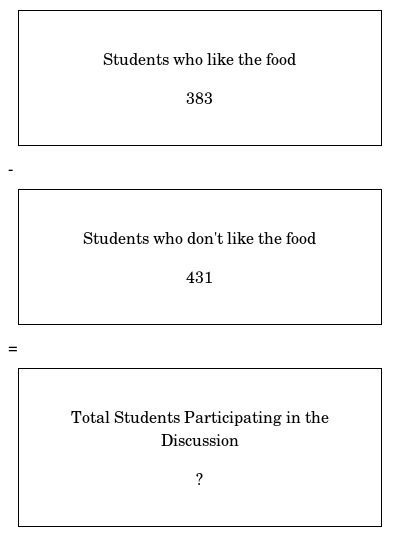 Students who like the food
383
-
Students who don't like the food
431
=
Total Students Participating in the
Discussion
?